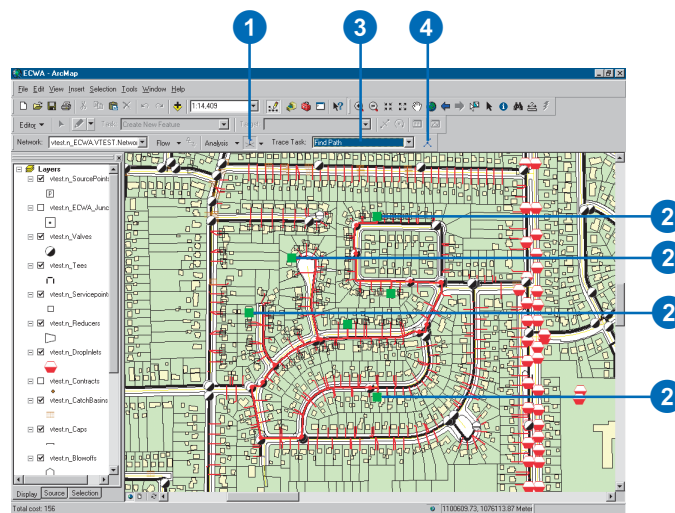 1
3
4
ECWA - ArcMap
File Edit View Insert Selection Tools Window Help
1:14,409
Editor Task: Create New Feature Target:
Network: vtest.n_ECWA.VTEST.Networ Flow Analysis Trace Task: Find Path
Layers
vtest.n_SourcePoints
P
vtest.n_ECWA_Junc
vtest.n_Valves
vtest.n_Tees
vtest.n_Servicepoint
vtest.n_Reducers
vtest.n_DropInlets
vtest.n_Contracts
vtest.n_CatchBasins
vtest.n_Caps
vtest.n_Blowoffs
2
2
2
2
Display Source Selection
Total cost: 156
1100609.73, 1076113.87 Meter